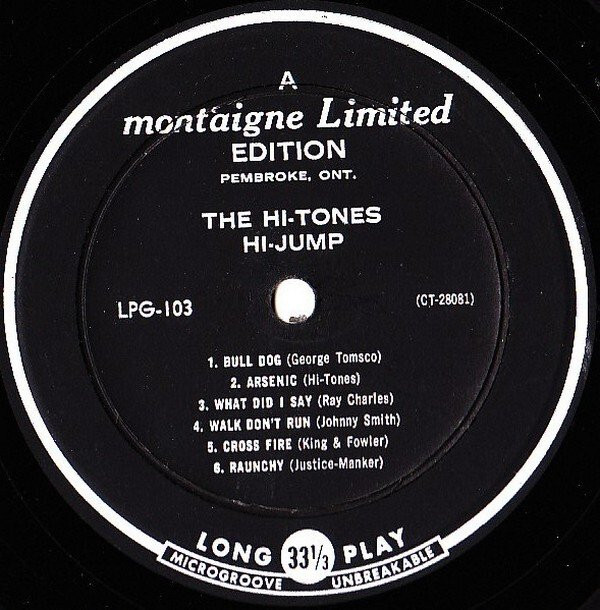 A
montaigne Limited
EDITION
PEMBROKE, ONT.
THE HI-TONES
HI-JUMP
LPG-103
(CT-28081)
1. BULL DOG (George Tomsco)
2. ARSENIC (Hi-Tones)
3. WHAT DID I SAY (Ray Charles)
4. WALK DON'T RUN (Johnny Smith)
5. CROSS FIRE (King & Fowler)
6. RAUNCHY (Justice-Manker)
LONG 33⅓ PLAY
MICROGROOVE UNBREAKABLE